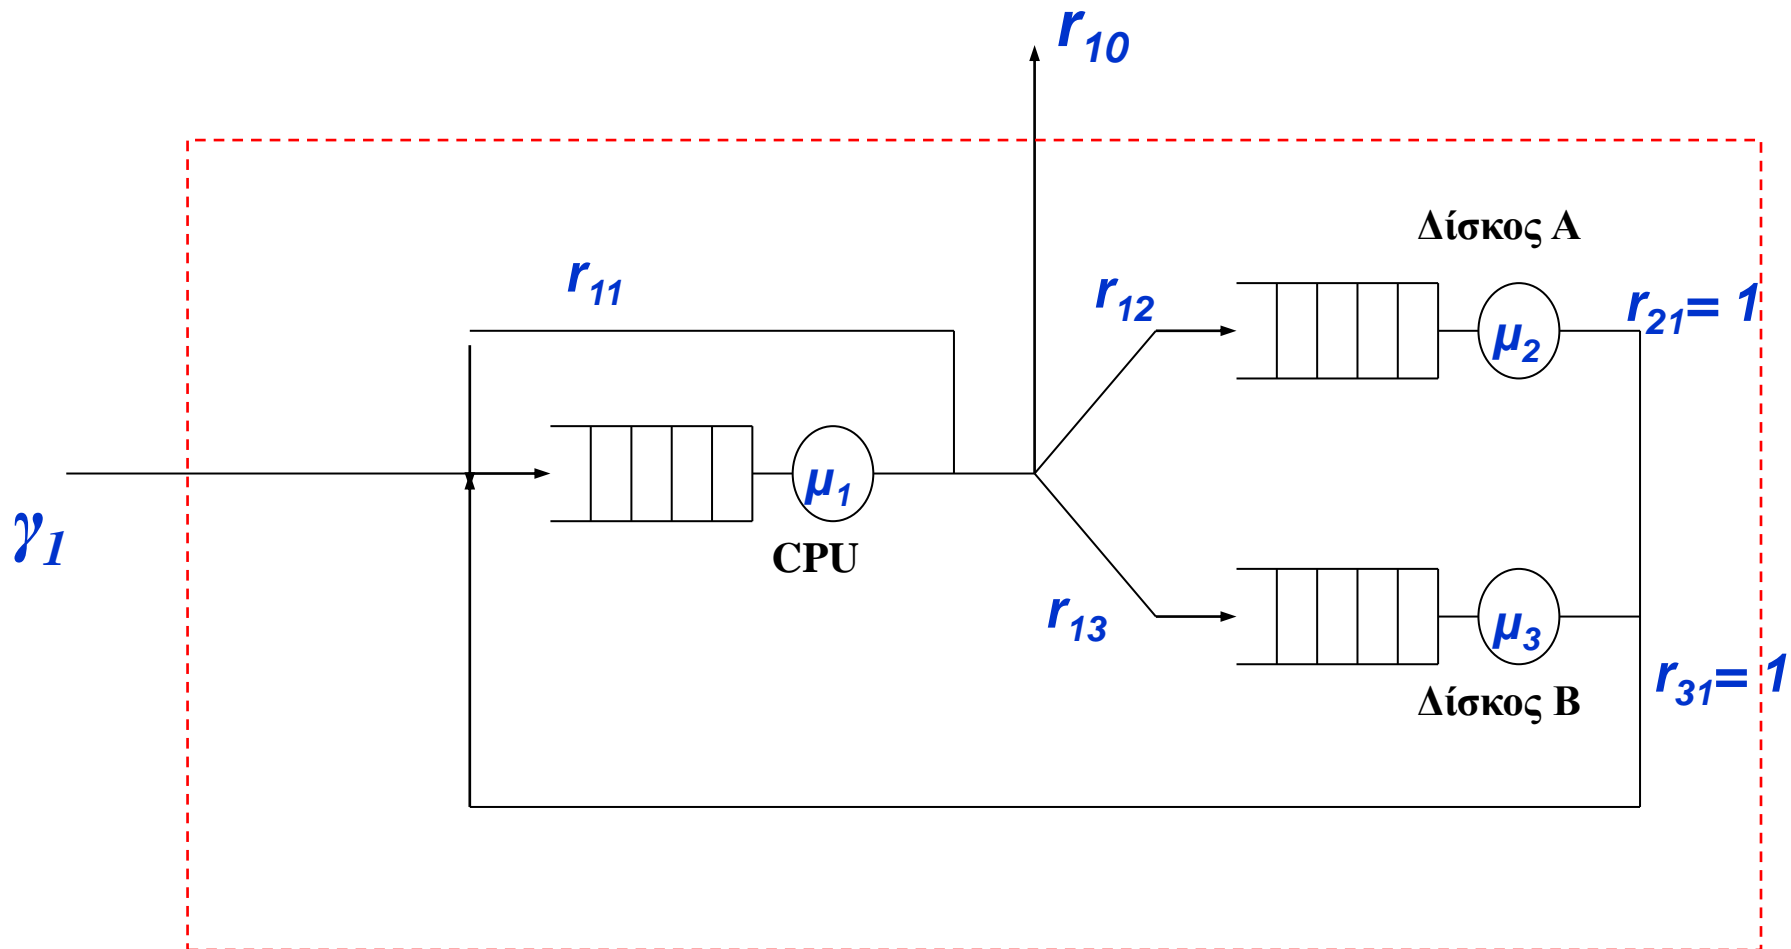 r10
Δίσκος Α
r11
r12
r21= 1
μ2
μ1
γ1
CPU
r13
μ3
r31= 1
Δίσκος Β